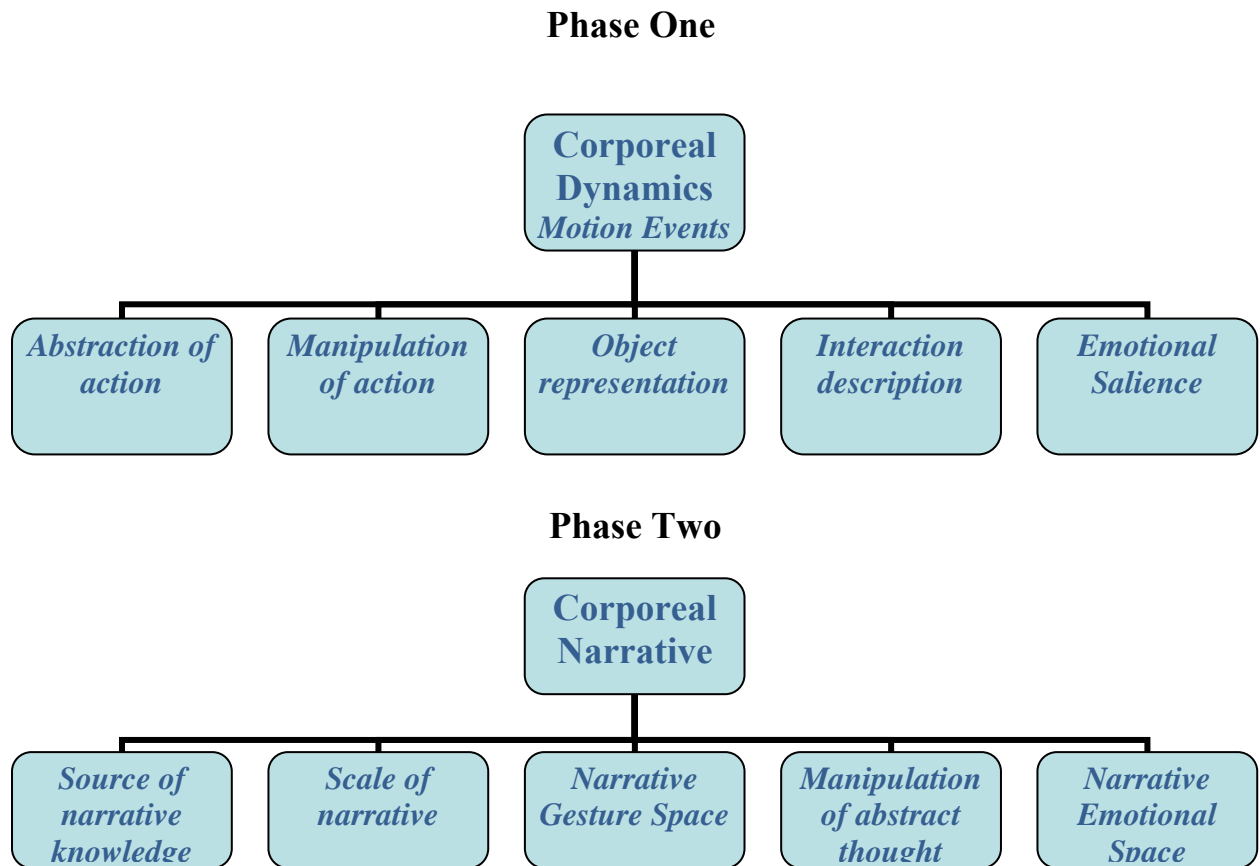 Phase One
Corporeal
Dynamics
Motion Events
Abstraction of
action
Manipulation
of action
Object
representation
Interaction
description
Emotional
Salience
Phase Two
Corporeal
Narrative
Source of
narrative
knowledge
Scale of
narrative
Narrative
Gesture Space
Manipulation
of abstract
thought
Narrative
Emotional
Space